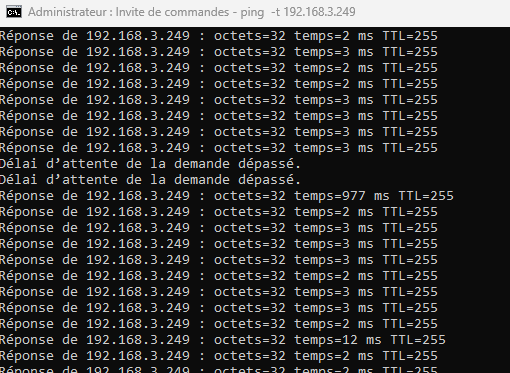 Administrateur : Invite de commandes - ping -t 192.168.3.249
Réponse de 192.168.3.249 : octets=32 temps=2 ms TTL=255
Réponse de 192.168.3.249 : octets=32 temps=3 ms TTL=255
Réponse de 192.168.3.249 : octets=32 temps=2 ms TTL=255
Réponse de 192.168.3.249 : octets=32 temps=2 ms TTL=255
Réponse de 192.168.3.249 : octets=32 temps=3 ms TTL=255
Réponse de 192.168.3.249 : octets=32 temps=3 ms TTL=255
Réponse de 192.168.3.249 : octets=32 temps=3 ms TTL=255
Réponse de 192.168.3.249 : octets=32 temps=3 ms TTL=255
Délai d’attente de la demande dépassé.
Délai d’attente de la demande dépassé.
Réponse de 192.168.3.249 : octets=32 temps=977 ms TTL=255
Réponse de 192.168.3.249 : octets=32 temps=2 ms TTL=255
Réponse de 192.168.3.249 : octets=32 temps=3 ms TTL=255
Réponse de 192.168.3.249 : octets=32 temps=3 ms TTL=255
Réponse de 192.168.3.249 : octets=32 temps=3 ms TTL=255
Réponse de 192.168.3.249 : octets=32 temps=2 ms TTL=255
Réponse de 192.168.3.249 : octets=32 temps=3 ms TTL=255
Réponse de 192.168.3.249 : octets=32 temps=3 ms TTL=255
Réponse de 192.168.3.249 : octets=32 temps=2 ms TTL=255
Réponse de 192.168.3.249 : octets=32 temps=12 ms TTL=255
Réponse de 192.168.3.249 : octets=32 temps=2 ms TTL=255
Réponse de 192.168.3.249 : octets=32 temps=2 ms TTL=255